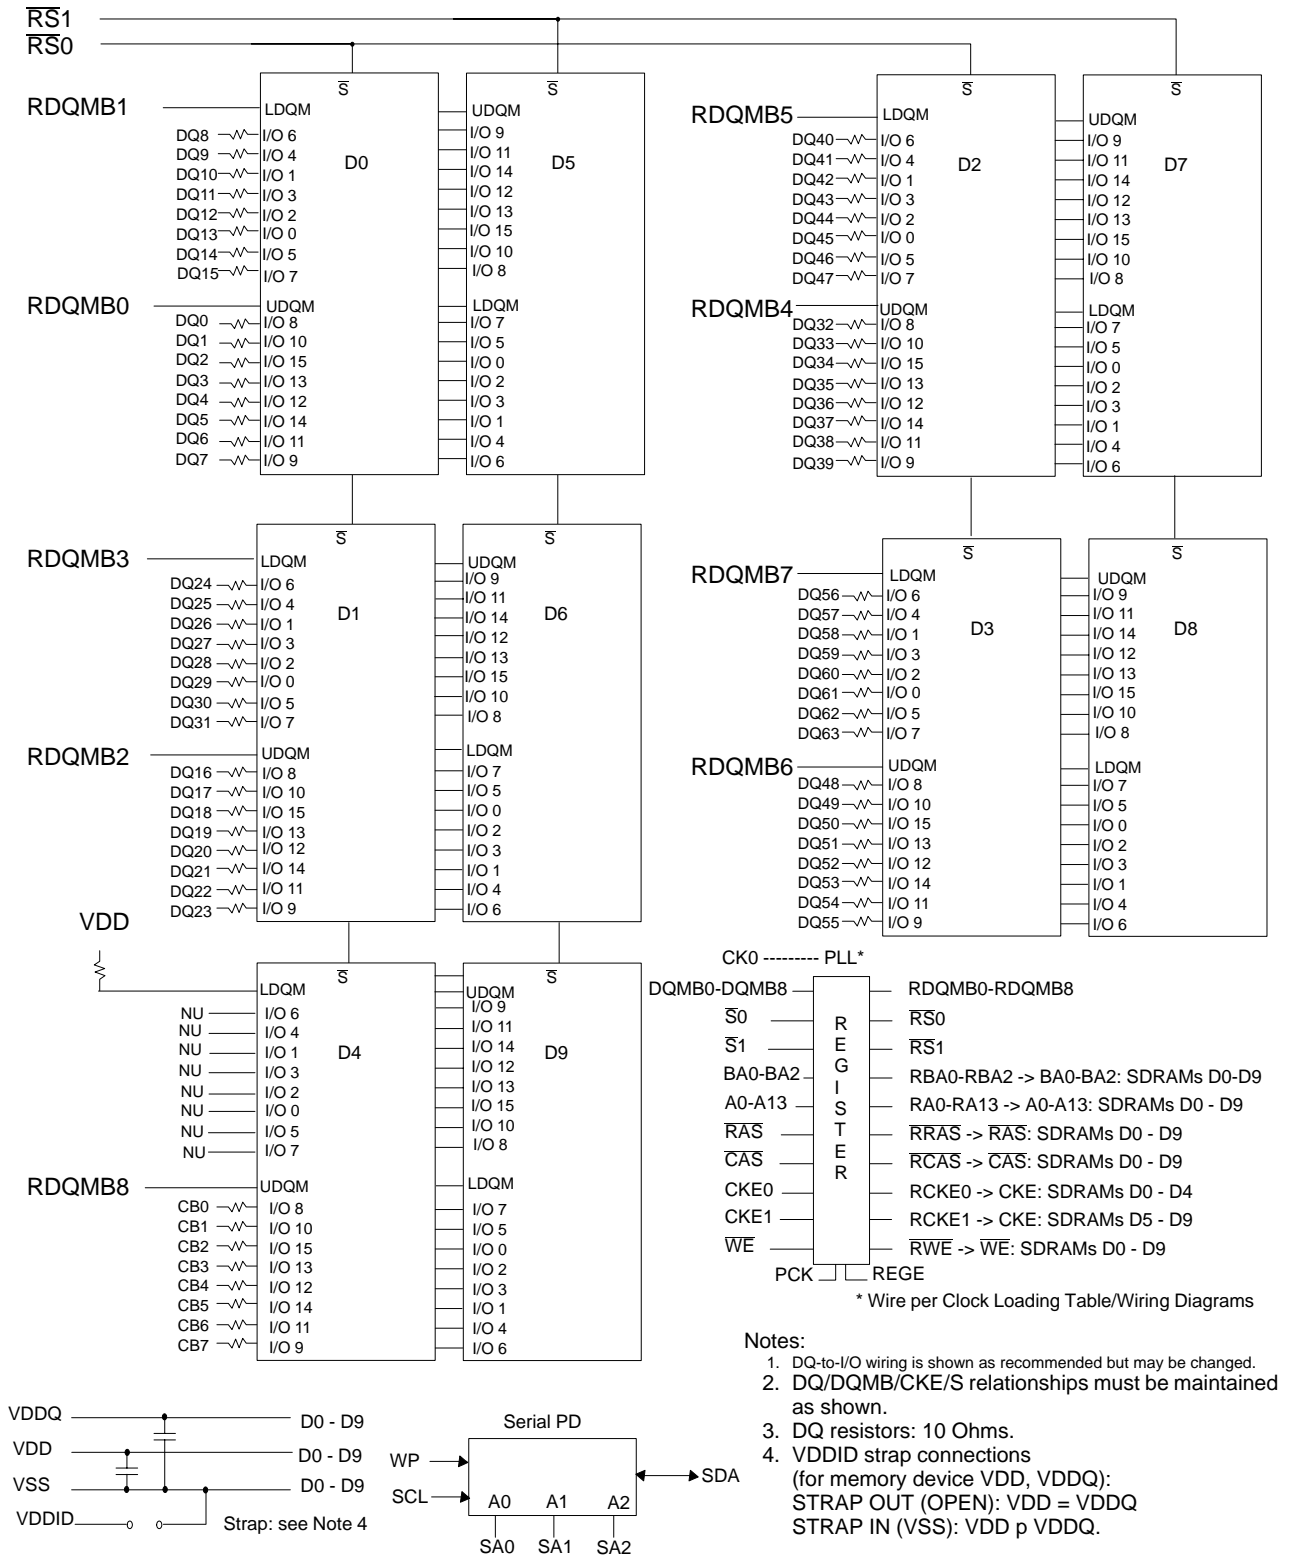 R̅S̅1
R̅S̅0
S̅
RDQMB1
LDQM
DQ8 I/O 6
DQ9 I/O 4
DQ10 I/O 1
DQ11 I/O 3
DQ12 I/O 2
DQ13 I/O 0
DQ14 I/O 5
DQ15 I/O 7
D0
RDQMB0
UDQM
DQ0 I/O 8
DQ1 I/O 10
DQ2 I/O 15
DQ3 I/O 13
DQ4 I/O 12
DQ5 I/O 14
DQ6 I/O 11
DQ7 I/O 9
S̅
UDQM
I/O 9
I/O 11
I/O 14
I/O 12
I/O 13
I/O 15
I/O 10
I/O 8
D5
LDQM
I/O 7
I/O 5
I/O 0
I/O 2
I/O 3
I/O 1
I/O 4
I/O 6
S̅
RDQMB5
LDQM
DQ40 I/O 6
DQ41 I/O 4
DQ42 I/O 1
DQ43 I/O 3
DQ44 I/O 2
DQ45 I/O 0
DQ46 I/O 5
DQ47 I/O 7
D2
RDQMB4
UDQM
DQ32 I/O 8
DQ33 I/O 10
DQ34 I/O 15
DQ35 I/O 13
DQ36 I/O 12
DQ37 I/O 14
DQ38 I/O 11
DQ39 I/O 9
S̅
UDQM
I/O 9
I/O 11
I/O 14
I/O 12
I/O 13
I/O 15
I/O 10
I/O 8
D7
LDQM
I/O 7
I/O 5
I/O 0
I/O 2
I/O 3
I/O 1
I/O 4
I/O 6
S̅
RDQMB3
LDQM
DQ24 I/O 6
DQ25 I/O 4
DQ26 I/O 1
DQ27 I/O 3
DQ28 I/O 2
DQ29 I/O 0
DQ30 I/O 5
DQ31 I/O 7
D1
RDQMB2
UDQM
DQ16 I/O 8
DQ17 I/O 10
DQ18 I/O 15
DQ19 I/O 13
DQ20 I/O 12
DQ21 I/O 14
DQ22 I/O 11
DQ23 I/O 9
S̅
UDQM
I/O 9
I/O 11
I/O 14
I/O 12
I/O 13
I/O 15
I/O 10
I/O 8
D6
LDQM
I/O 7
I/O 5
I/O 0
I/O 2
I/O 3
I/O 1
I/O 4
I/O 6
S̅
RDQMB7
LDQM
DQ56 I/O 6
DQ57 I/O 4
DQ58 I/O 1
DQ59 I/O 3
DQ60 I/O 2
DQ61 I/O 0
DQ62 I/O 5
DQ63 I/O 7
D3
RDQMB6
UDQM
DQ48 I/O 8
DQ49 I/O 10
DQ50 I/O 15
DQ51 I/O 13
DQ52 I/O 12
DQ53 I/O 14
DQ54 I/O 11
DQ55 I/O 9
S̅
UDQM
I/O 9
I/O 11
I/O 14
I/O 12
I/O 13
I/O 15
I/O 10
I/O 8
D8
LDQM
I/O 7
I/O 5
I/O 0
I/O 2
I/O 3
I/O 1
I/O 4
I/O 6
VDD
S̅
LDQM
NU I/O 6
NU I/O 4
NU I/O 1
NU I/O 3
NU I/O 2
NU I/O 0
NU I/O 5
NU I/O 7
D4
RDQMB8
UDQM
CB0 I/O 8
CB1 I/O 10
CB2 I/O 15
CB3 I/O 13
CB4 I/O 12
CB5 I/O 14
CB6 I/O 11
CB7 I/O 9
S̅
UDQM
I/O 9
I/O 11
I/O 14
I/O 12
I/O 13
I/O 15
I/O 10
I/O 8
D9
LDQM
I/O 7
I/O 5
I/O 0
I/O 2
I/O 3
I/O 1
I/O 4
I/O 6
CK0 --------- PLL*
REGISTER
DQMB0-DQMB8 RDQMB0-RDQMB8
S̅0 R̅S̅0
S̅1 R̅S̅1
BA0-BA2 RBA0-RBA2 -> BA0-BA2: SDRAMs D0-D9
A0-A13 RA0-RA13 -> A0-A13: SDRAMs D0 - D9
R̅A̅S̅ R̅R̅A̅S̅ -> R̅A̅S̅: SDRAMs D0 - D9
C̅A̅S̅ R̅C̅A̅S̅ -> C̅A̅S̅: SDRAMs D0 - D9
CKE0 RCKE0 -> CKE: SDRAMs D0 - D4
CKE1 RCKE1 -> CKE: SDRAMs D5 - D9
W̅E̅ R̅W̅E̅ -> W̅E̅: SDRAMs D0 - D9
PCK REGE
* Wire per Clock Loading Table/Wiring Diagrams
Notes:
1. DQ-to-I/O wiring is shown as recommended but may be changed.
2. DQ/DQMB/CKE/S relationships must be maintained
as shown.
3. DQ resistors: 10 Ohms.
4. VDDID strap connections
(for memory device VDD, VDDQ):
STRAP OUT (OPEN): VDD = VDDQ
STRAP IN (VSS): VDD p VDDQ.
VDDQ D0 - D9
VDD D0 - D9
VSS D0 - D9
VDDID Strap: see Note 4
Serial PD
WP
SCL
SDA
A0 A1 A2
SA0 SA1 SA2